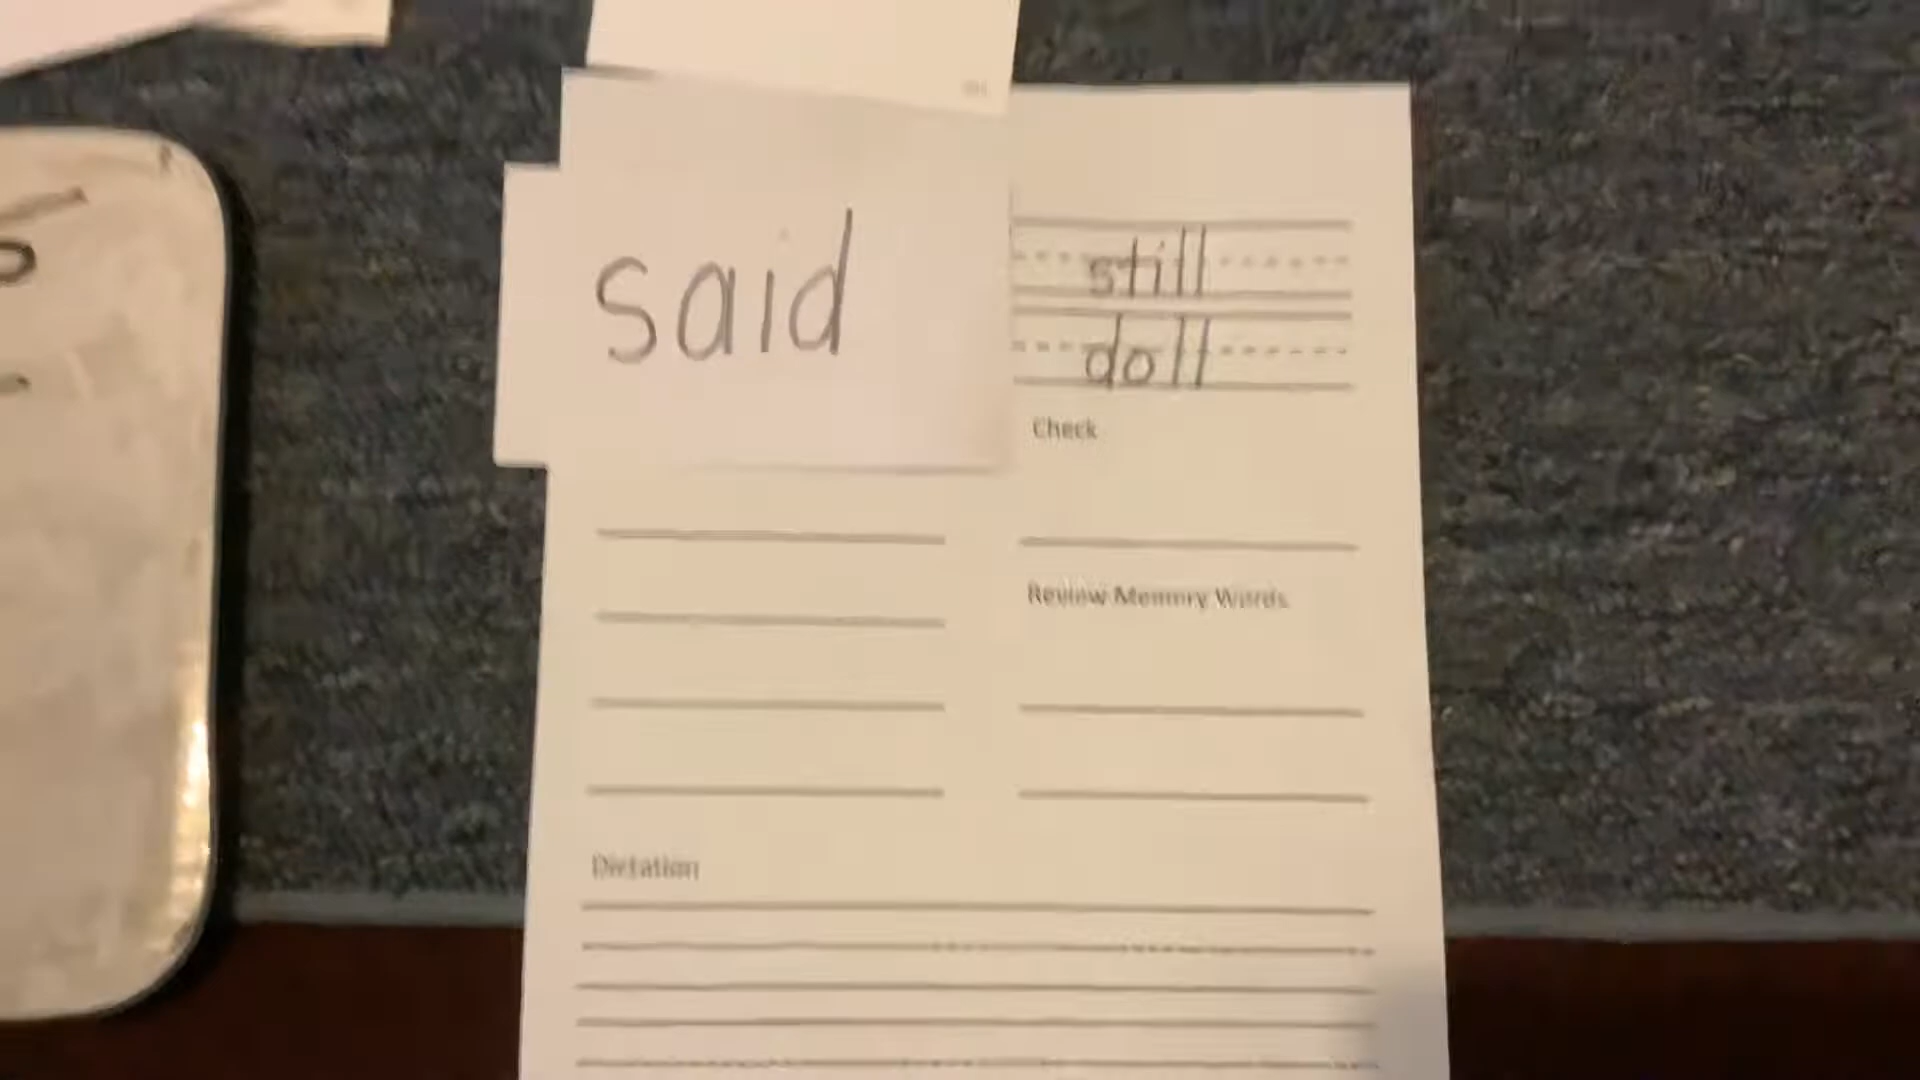 said
still
doll
Check
Review Memory Words
Dictation